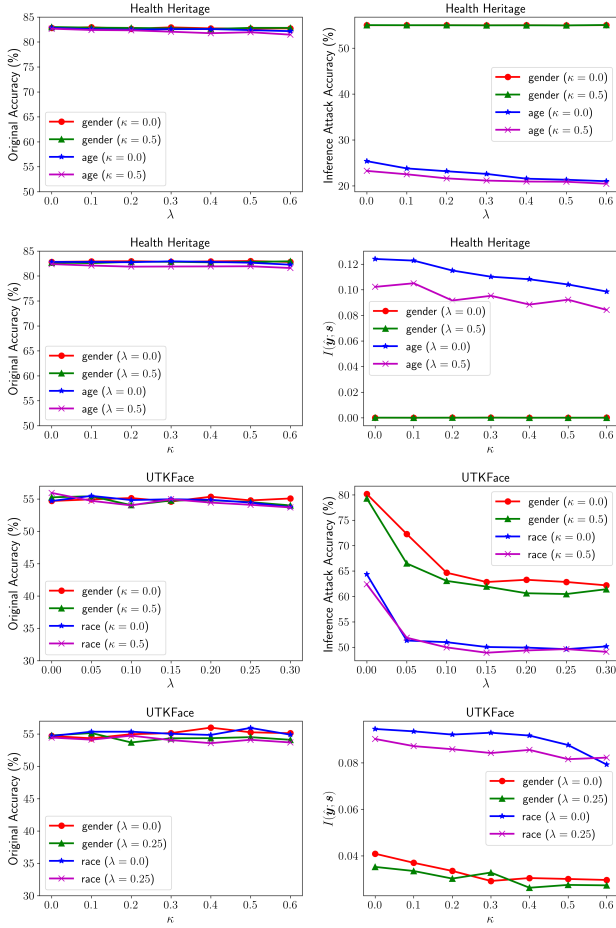 Health Heritage
Original Accuracy (%)
85
80
75
70
65
60
55
50
gender (κ = 0.0)
gender (κ = 0.5)
age (κ = 0.0)
age (κ = 0.5)
0.0 0.1 0.2 0.3 0.4 0.5 0.6
λ
Health Heritage
Inference Attack Accuracy (%)
50
40
30
20
gender (κ = 0.0)
gender (κ = 0.5)
age (κ = 0.0)
age (κ = 0.5)
0.0 0.1 0.2 0.3 0.4 0.5 0.6
λ
Health Heritage
Original Accuracy (%)
85
80
75
70
65
60
55
50
gender (λ = 0.0)
gender (λ = 0.5)
age (λ = 0.0)
age (λ = 0.5)
0.0 0.1 0.2 0.3 0.4 0.5 0.6
κ
Health Heritage
I(ŷ; s)
0.12
0.10
0.08
0.06
0.04
0.02
0.00
gender (λ = 0.0)
gender (λ = 0.5)
age (λ = 0.0)
age (λ = 0.5)
0.0 0.1 0.2 0.3 0.4 0.5 0.6
κ
UTKFace
Original Accuracy (%)
55
50
45
40
35
30
gender (κ = 0.0)
gender (κ = 0.5)
race (κ = 0.0)
race (κ = 0.5)
0.00 0.05 0.10 0.15 0.20 0.25 0.30
λ
UTKFace
Inference Attack Accuracy (%)
80
75
70
65
60
55
50
gender (κ = 0.0)
gender (κ = 0.5)
race (κ = 0.0)
race (κ = 0.5)
0.00 0.05 0.10 0.15 0.20 0.25 0.30
λ
UTKFace
Original Accuracy (%)
55
50
45
40
35
30
gender (λ = 0.0)
gender (λ = 0.25)
race (λ = 0.0)
race (λ = 0.25)
0.0 0.1 0.2 0.3 0.4 0.5 0.6
κ
UTKFace
I(ŷ; s)
0.08
0.06
0.04
gender (λ = 0.0)
gender (λ = 0.25)
race (λ = 0.0)
race (λ = 0.25)
0.0 0.1 0.2 0.3 0.4 0.5 0.6
κ